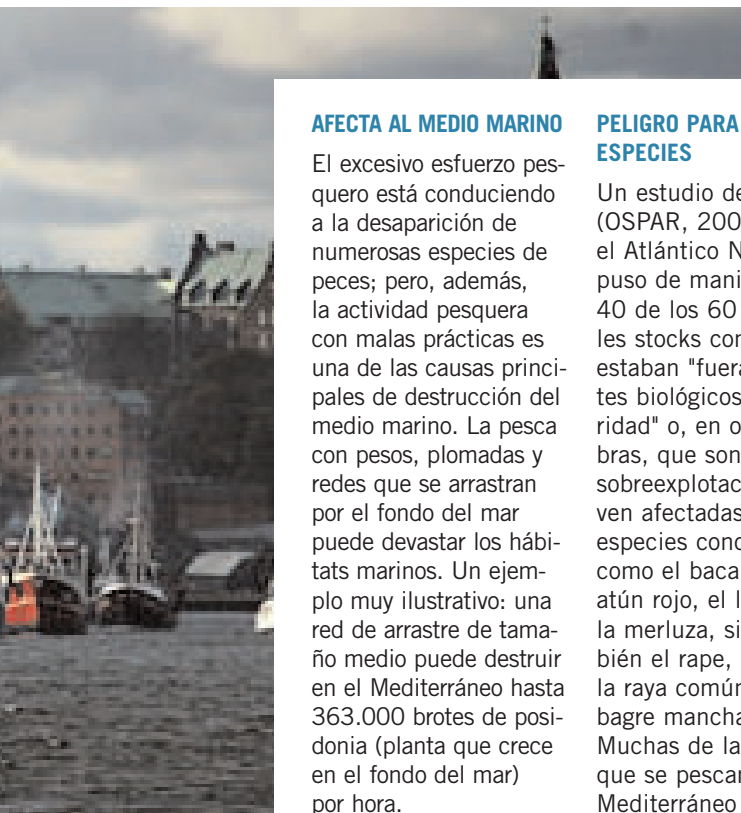 AFECTA AL MEDIO MARINO
El excesivo esfuerzo pes-
quero está conduciendo
a la desaparición de
numerosas especies de
peces; pero, además,
la actividad pesquera
con malas prácticas es
una de las causas princi-
pales de destrucción del
medio marino. La pesca
con pesos, plomadas y
redes que se arrastran
por el fondo del mar
puede devastar los hábi-
tats marinos. Un ejem-
plo muy ilustrativo: una
red de arrastre de tama-
ño medio puede destruir
en el Mediterráneo hasta
363.000 brotes de posi-
donia (planta que crece
en el fondo del mar)
por hora.
PELIGRO PARA
ESPECIES
Un estudio de
(OSPAR, 200
el Atlántico N
puso de mani
40 de los 60
les stocks con
estaban "fuera
tes biológicos
ridad" o, en o
bras, que son
sobreexplotac
ven afectadas
especies cono
como el baca
atún rojo, el l
la merluza, si
bién el rape,
la raya común
bagre mancha
Muchas de la
que se pescan
Mediterráneo